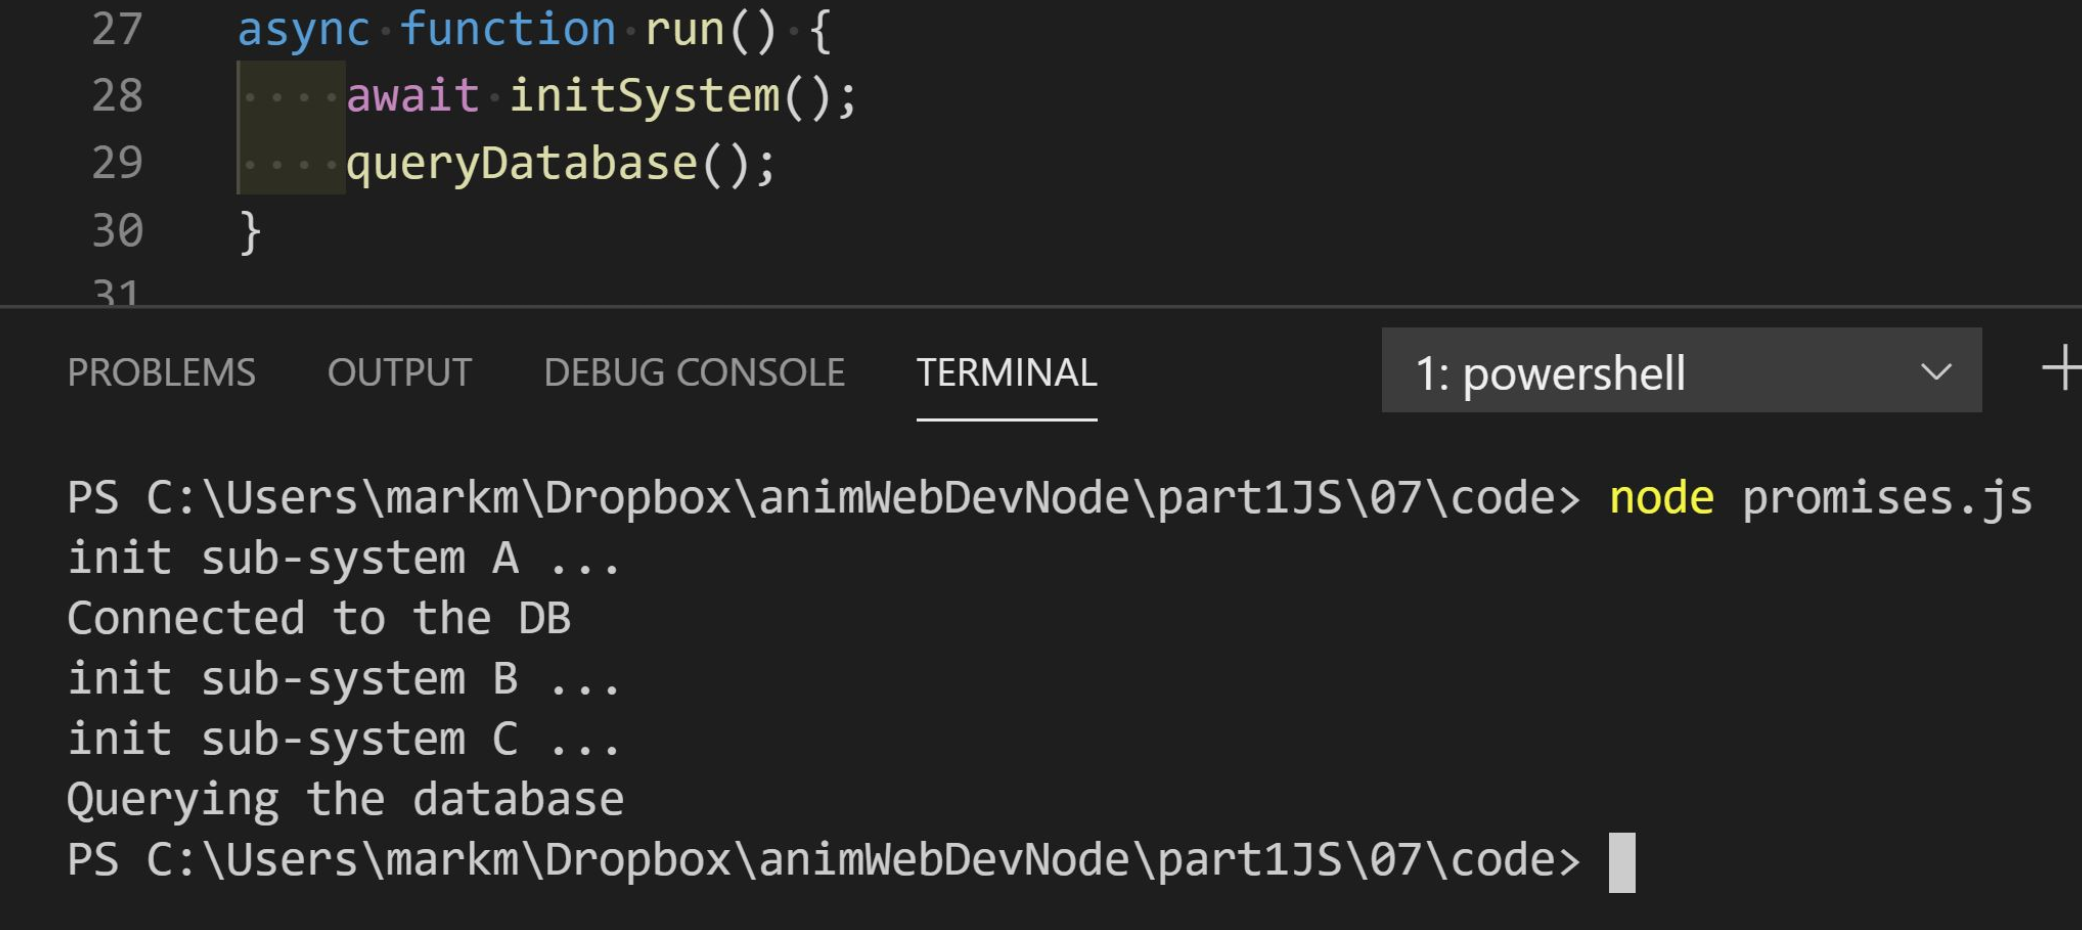 27 async function run() {
28 await initSystem();
29 queryDatabase();
30 }
31
PROBLEMS OUTPUT DEBUG CONSOLE TERMINAL 1: powershell +
PS C:\Users\markm\Dropbox\animWebDevNode\part1JS\07\code> node promises.js
init sub-system A ...
Connected to the DB
init sub-system B ...
init sub-system C ...
Querying the database
PS C:\Users\markm\Dropbox\animWebDevNode\part1JS\07\code>